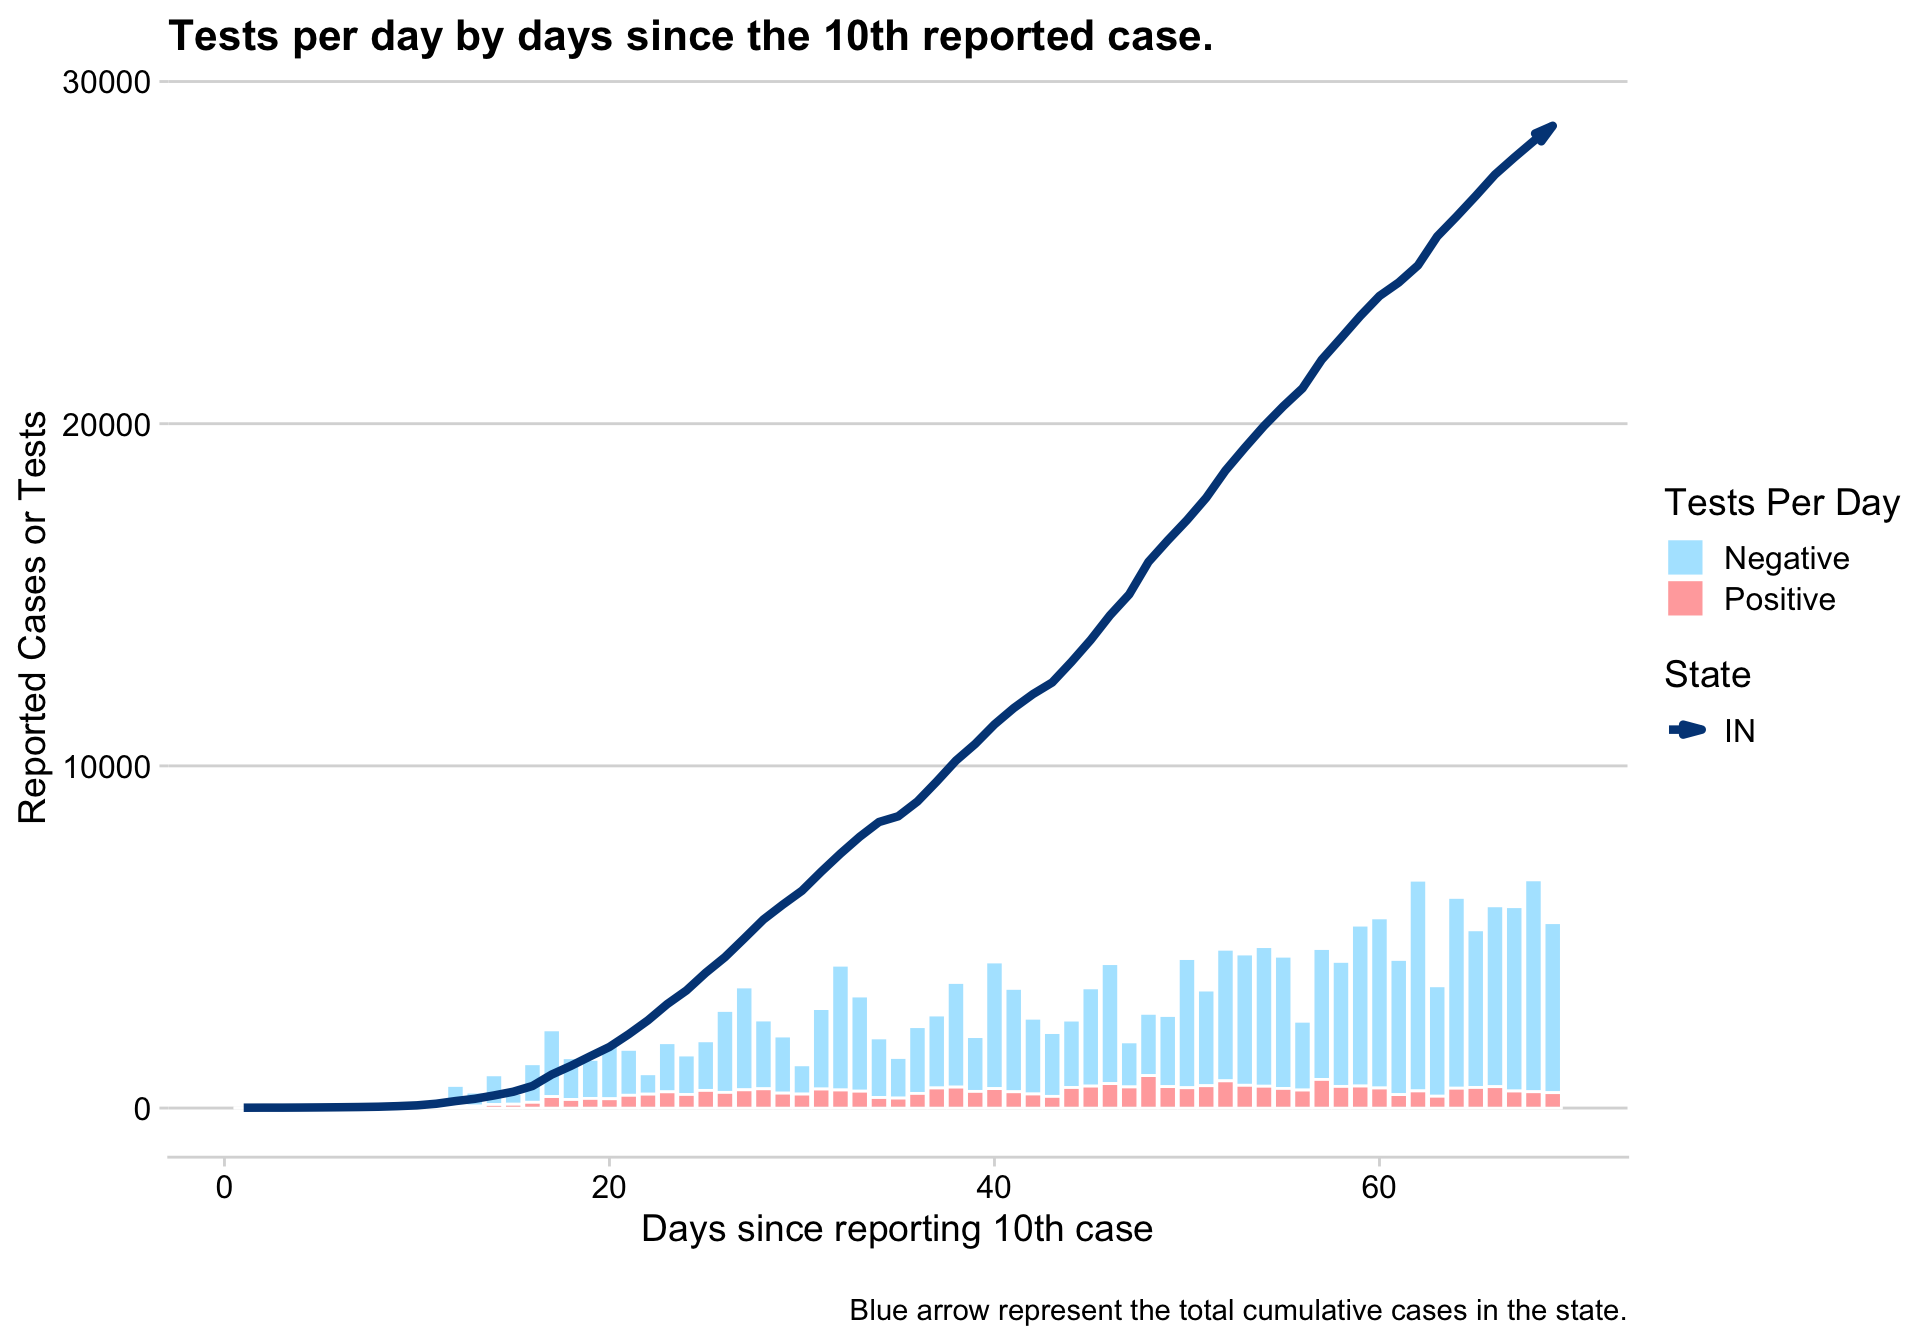 Tests per day by days since the 10th reported case.
30000
20000
10000
0
Reported Cases or Tests
0
20
40
60
Days since reporting 10th case
Tests Per Day
Negative
Positive
State
IN
Blue arrow represent the total cumulative cases in the state.